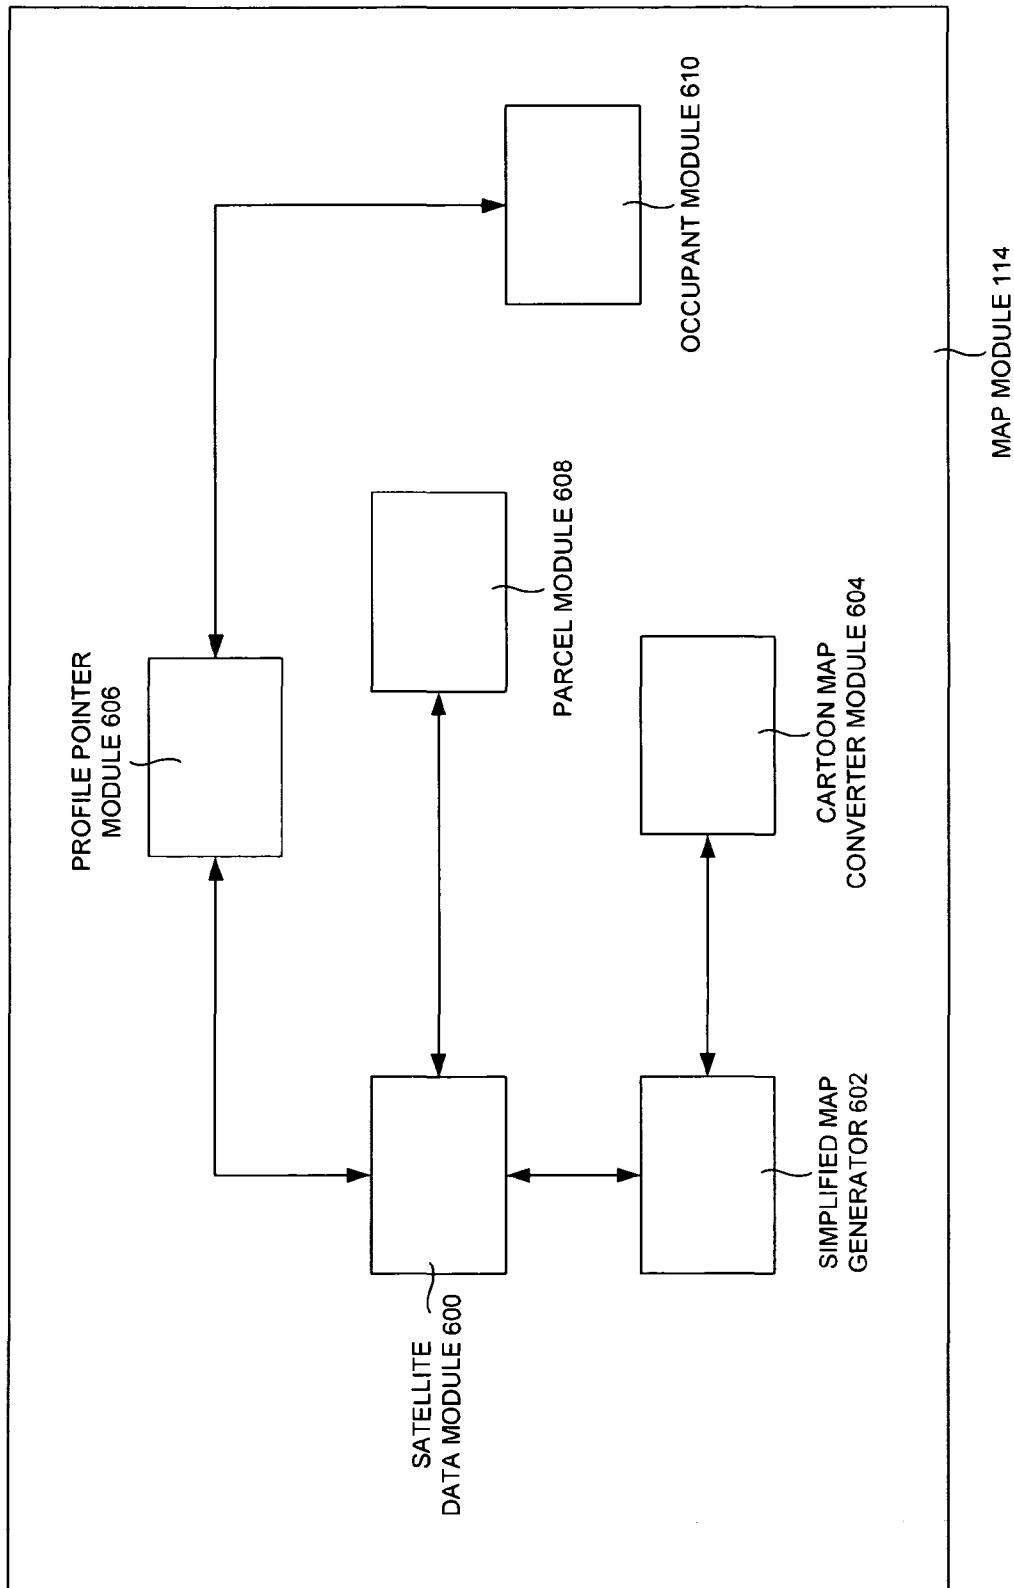 PROFILE POINTER
MODULE 606
OCCUPANT MODULE 610
PARCEL MODULE 608
SATELLITE
DATA MODULE 600
CARTOON MAP
CONVERTER MODULE 604
SIMPLIFIED MAP
GENERATOR 602
MAP MODULE 114